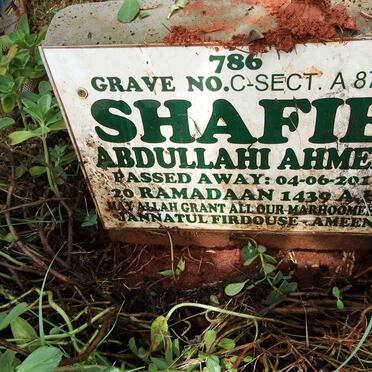 786
GRAVE NO.C-SECT. A 87
SHAFIE
ABDULLAHI AHME
PASSED AWAY: 04-06-201
20 RAMADAAN 1439 A.
MAY ALLAH GRANT ALL OUR MARHOOME
JANNATUL FIRDOUSE - AMEEN